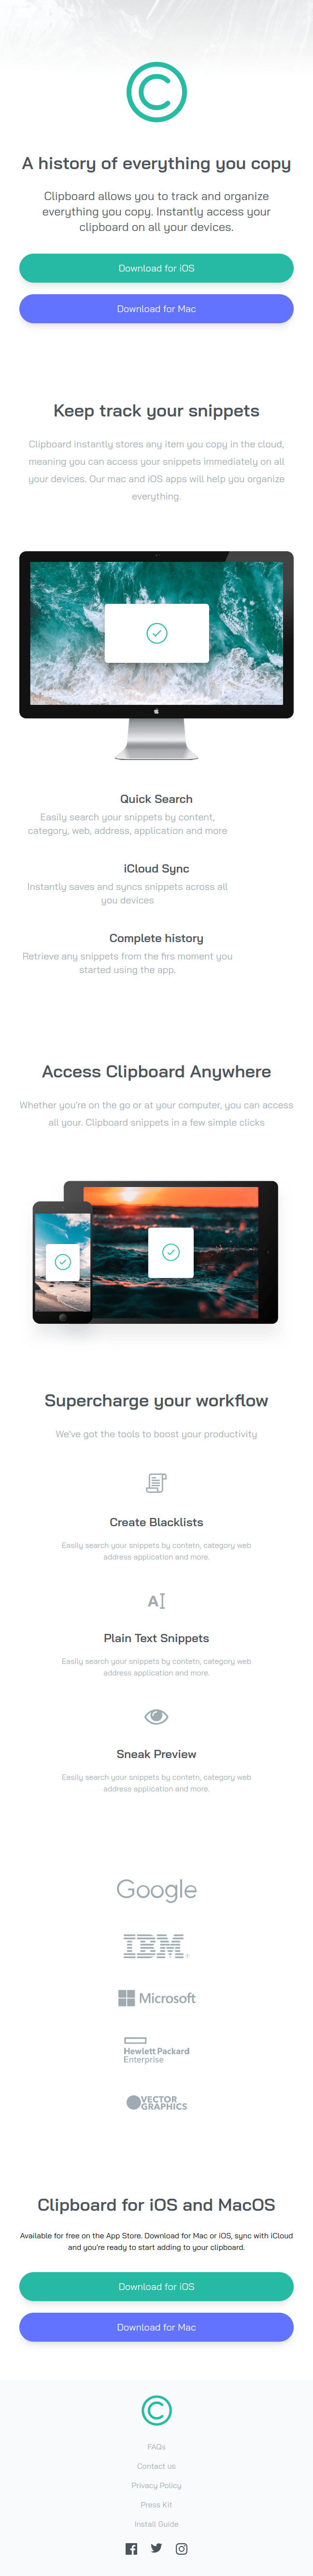 A history of everything you copy
Clipboard allows you to track and organize
everything you copy. Instantly access your
clipboard on all your devices.
Download for iOS
Download for Mac
Keep track your snippets
Clipboard instantly stores any item you copy in the cloud,
meaning you can access your snippets immediately on all
your devices. Our mac and iOS apps will help you organize
everything.
Quick Search
Easily search your snippets by content,
category, web, address, application and more
iCloud Sync
Instantly saves and syncs snippets across all
you devices
Complete history
Retrieve any snippets from the firs moment you
started using the app.
Access Clipboard Anywhere
Whether you're on the go or at your computer, you can access
all your. Clipboard snippets in a few simple clicks
Supercharge your workflow
We've got the tools to boost your productivity
Create Blacklists
Easily search your snippets by contetn, category web
address application and more.
Plain Text Snippets
Easily search your snippets by contetn, category web
address application and more.
Sneak Preview
Easily search your snippets by contetn, category web
address application and more.
Google
IBM
Microsoft
Hewlett Packard
Enterprise
VECTOR
GRAPHICS
Clipboard for iOS and MacOS
Available for free on the App Store. Download for Mac or iOS, sync with iCloud
and you're ready to start adding to your clipboard.
Download for iOS
Download for Mac
FAQs
Contact us
Privacy Policy
Press Kit
Install Guide